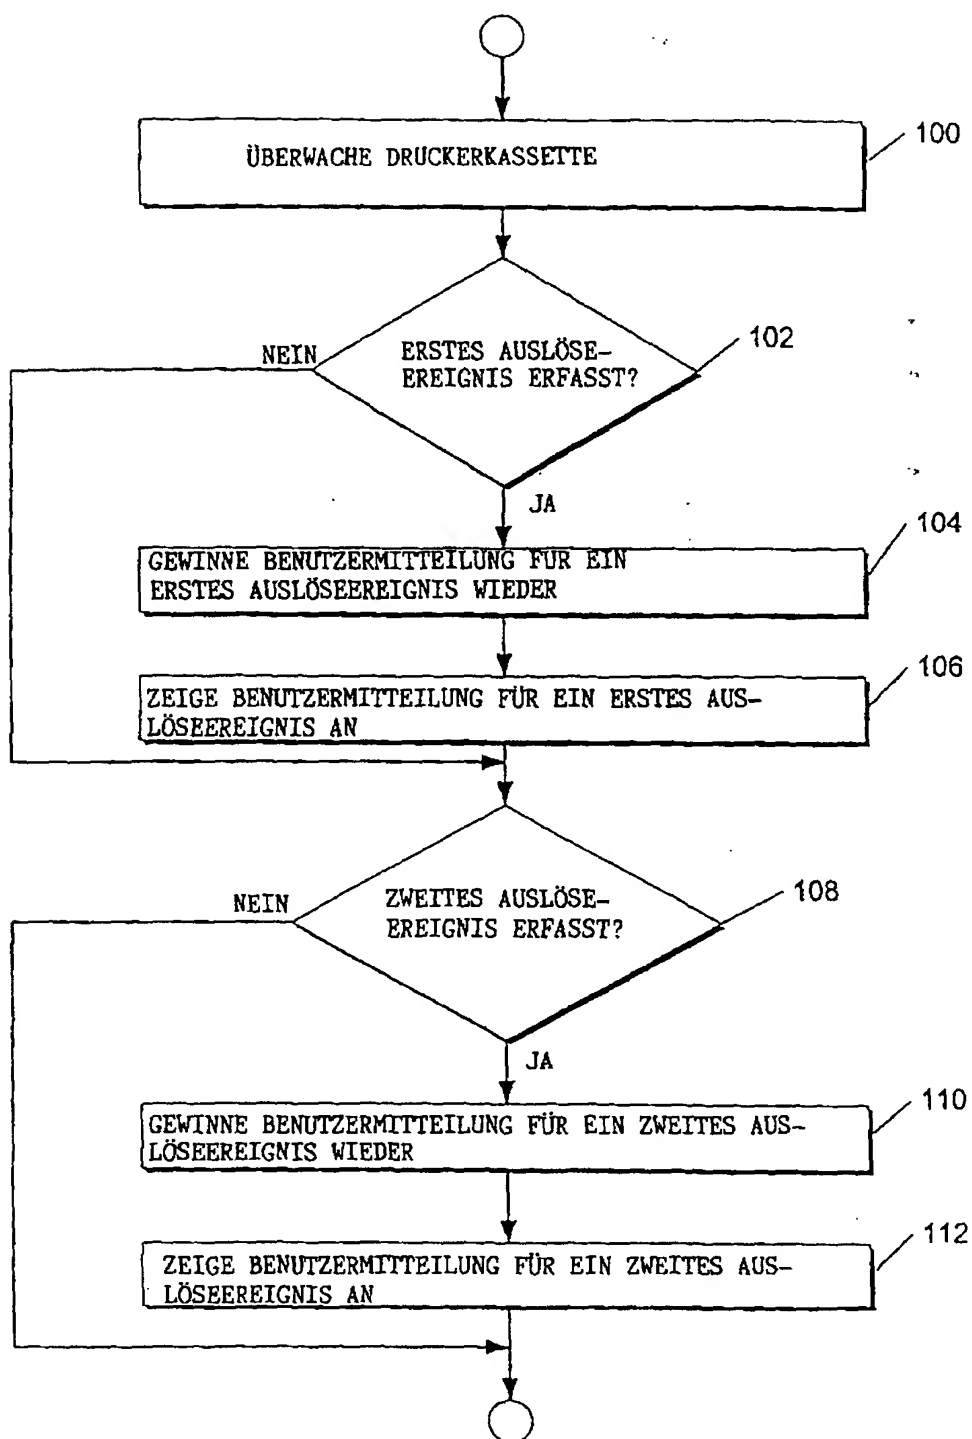 ÜBERWACHE DRUCKERKASSETTE
100
NEIN
ERSTES AUSLÖSE-
EREIGNIS ERFASST?
102
JA
104
GEWINNE BENUTZERMITTEILUNG FÜR EIN
ERSTES AUSLÖSEEREIGNIS WIEDER
106
ZEIGE BENUTZERMITTEILUNG FÜR EIN ERSTES AUS-
LÖSEEREIGNIS AN
NEIN
ZWEITES AUSLÖSE-
EREIGNIS ERFASST?
108
JA
110
GEWINNE BENUTZERMITTEILUNG FÜR EIN ZWEITES AUS-
LÖSEEREIGNIS WIEDER
112
ZEIGE BENUTZERMITTEILUNG FÜR EIN ZWEITES AUS-
LÖSEEREIGNIS AN